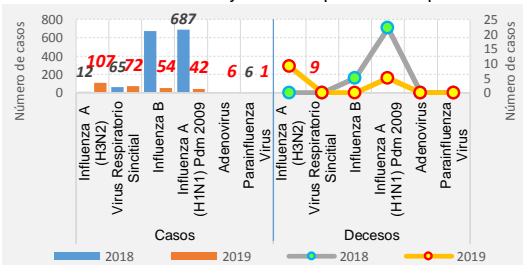 800
600
400
200
0
Número de casos
12
107
65
72
54
687
42
6
6
1
9
25
20
15
10
5
0
Número de casos
Influenza A
(H3N2)
Virus Respiratorio
Sincitial
Influenza B
Influenza A
(H1N1) Pdm 2009
Adenovirus
Parainfluenza
Virus
Influenza A
(H3N2)
Virus Respiratorio
Sincitial
Influenza B
Influenza A
(H1N1) Pdm 2009
Adenovirus
Parainfluenza
Virus
Casos
Decesos
2018
2019
2018
2019